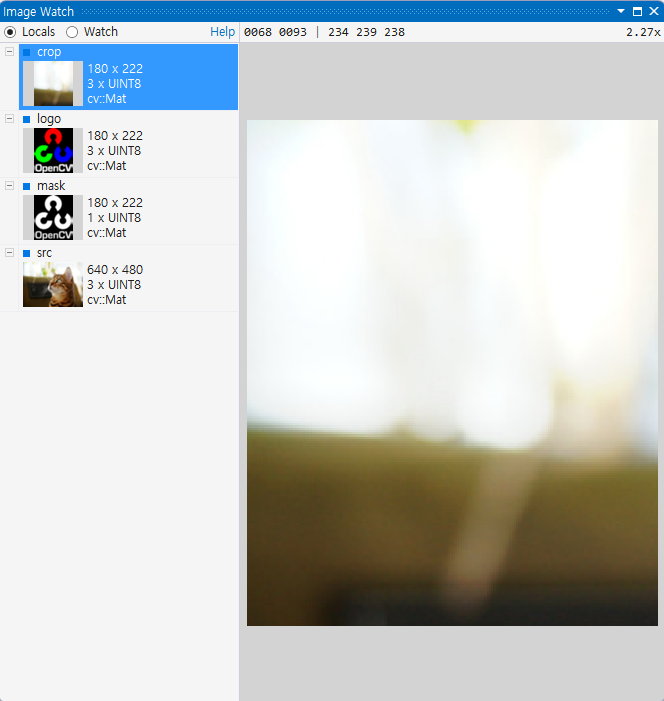 Image Watch
Locals Watch Help 0068 0093 | 234 239 238 2.27x
crop
180 x 222
3 x UINT8
cv::Mat
logo
180 x 222
3 x UINT8
cv::Mat
OpenCV
mask
180 x 222
1 x UINT8
cv::Mat
OpenCV
src
640 x 480
3 x UINT8
cv::Mat